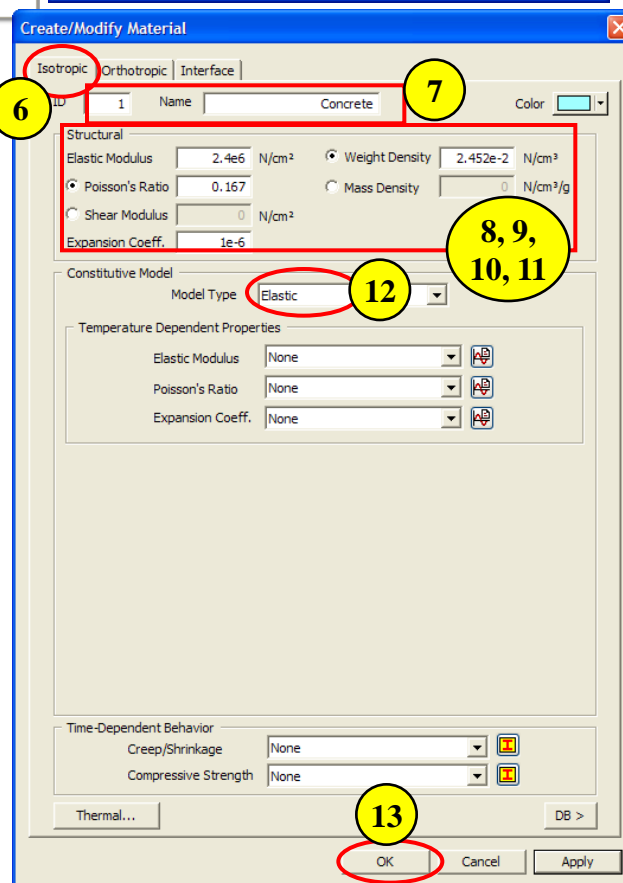 Create/Modify Material
Isotropic Orthotropic Interface
6 ID 1 Name Concrete 7 Color
Structural
Elastic Modulus 2.4e6 N/cm² Weight Density 2.452e-2 N/cm³
Poisson's Ratio 0.167 Mass Density 0 N/cm³/g
Shear Modulus 0 N/cm²
Expansion Coeff. 1e-6
8, 9,
10, 11
Constitutive Model
Model Type Elastic 12
Temperature Dependent Properties
Elastic Modulus None
Poisson's Ratio None
Expansion Coeff. None
Time-Dependent Behavior
Creep/Shrinkage None
Compressive Strength None
Thermal... DB >
13
OK Cancel Apply